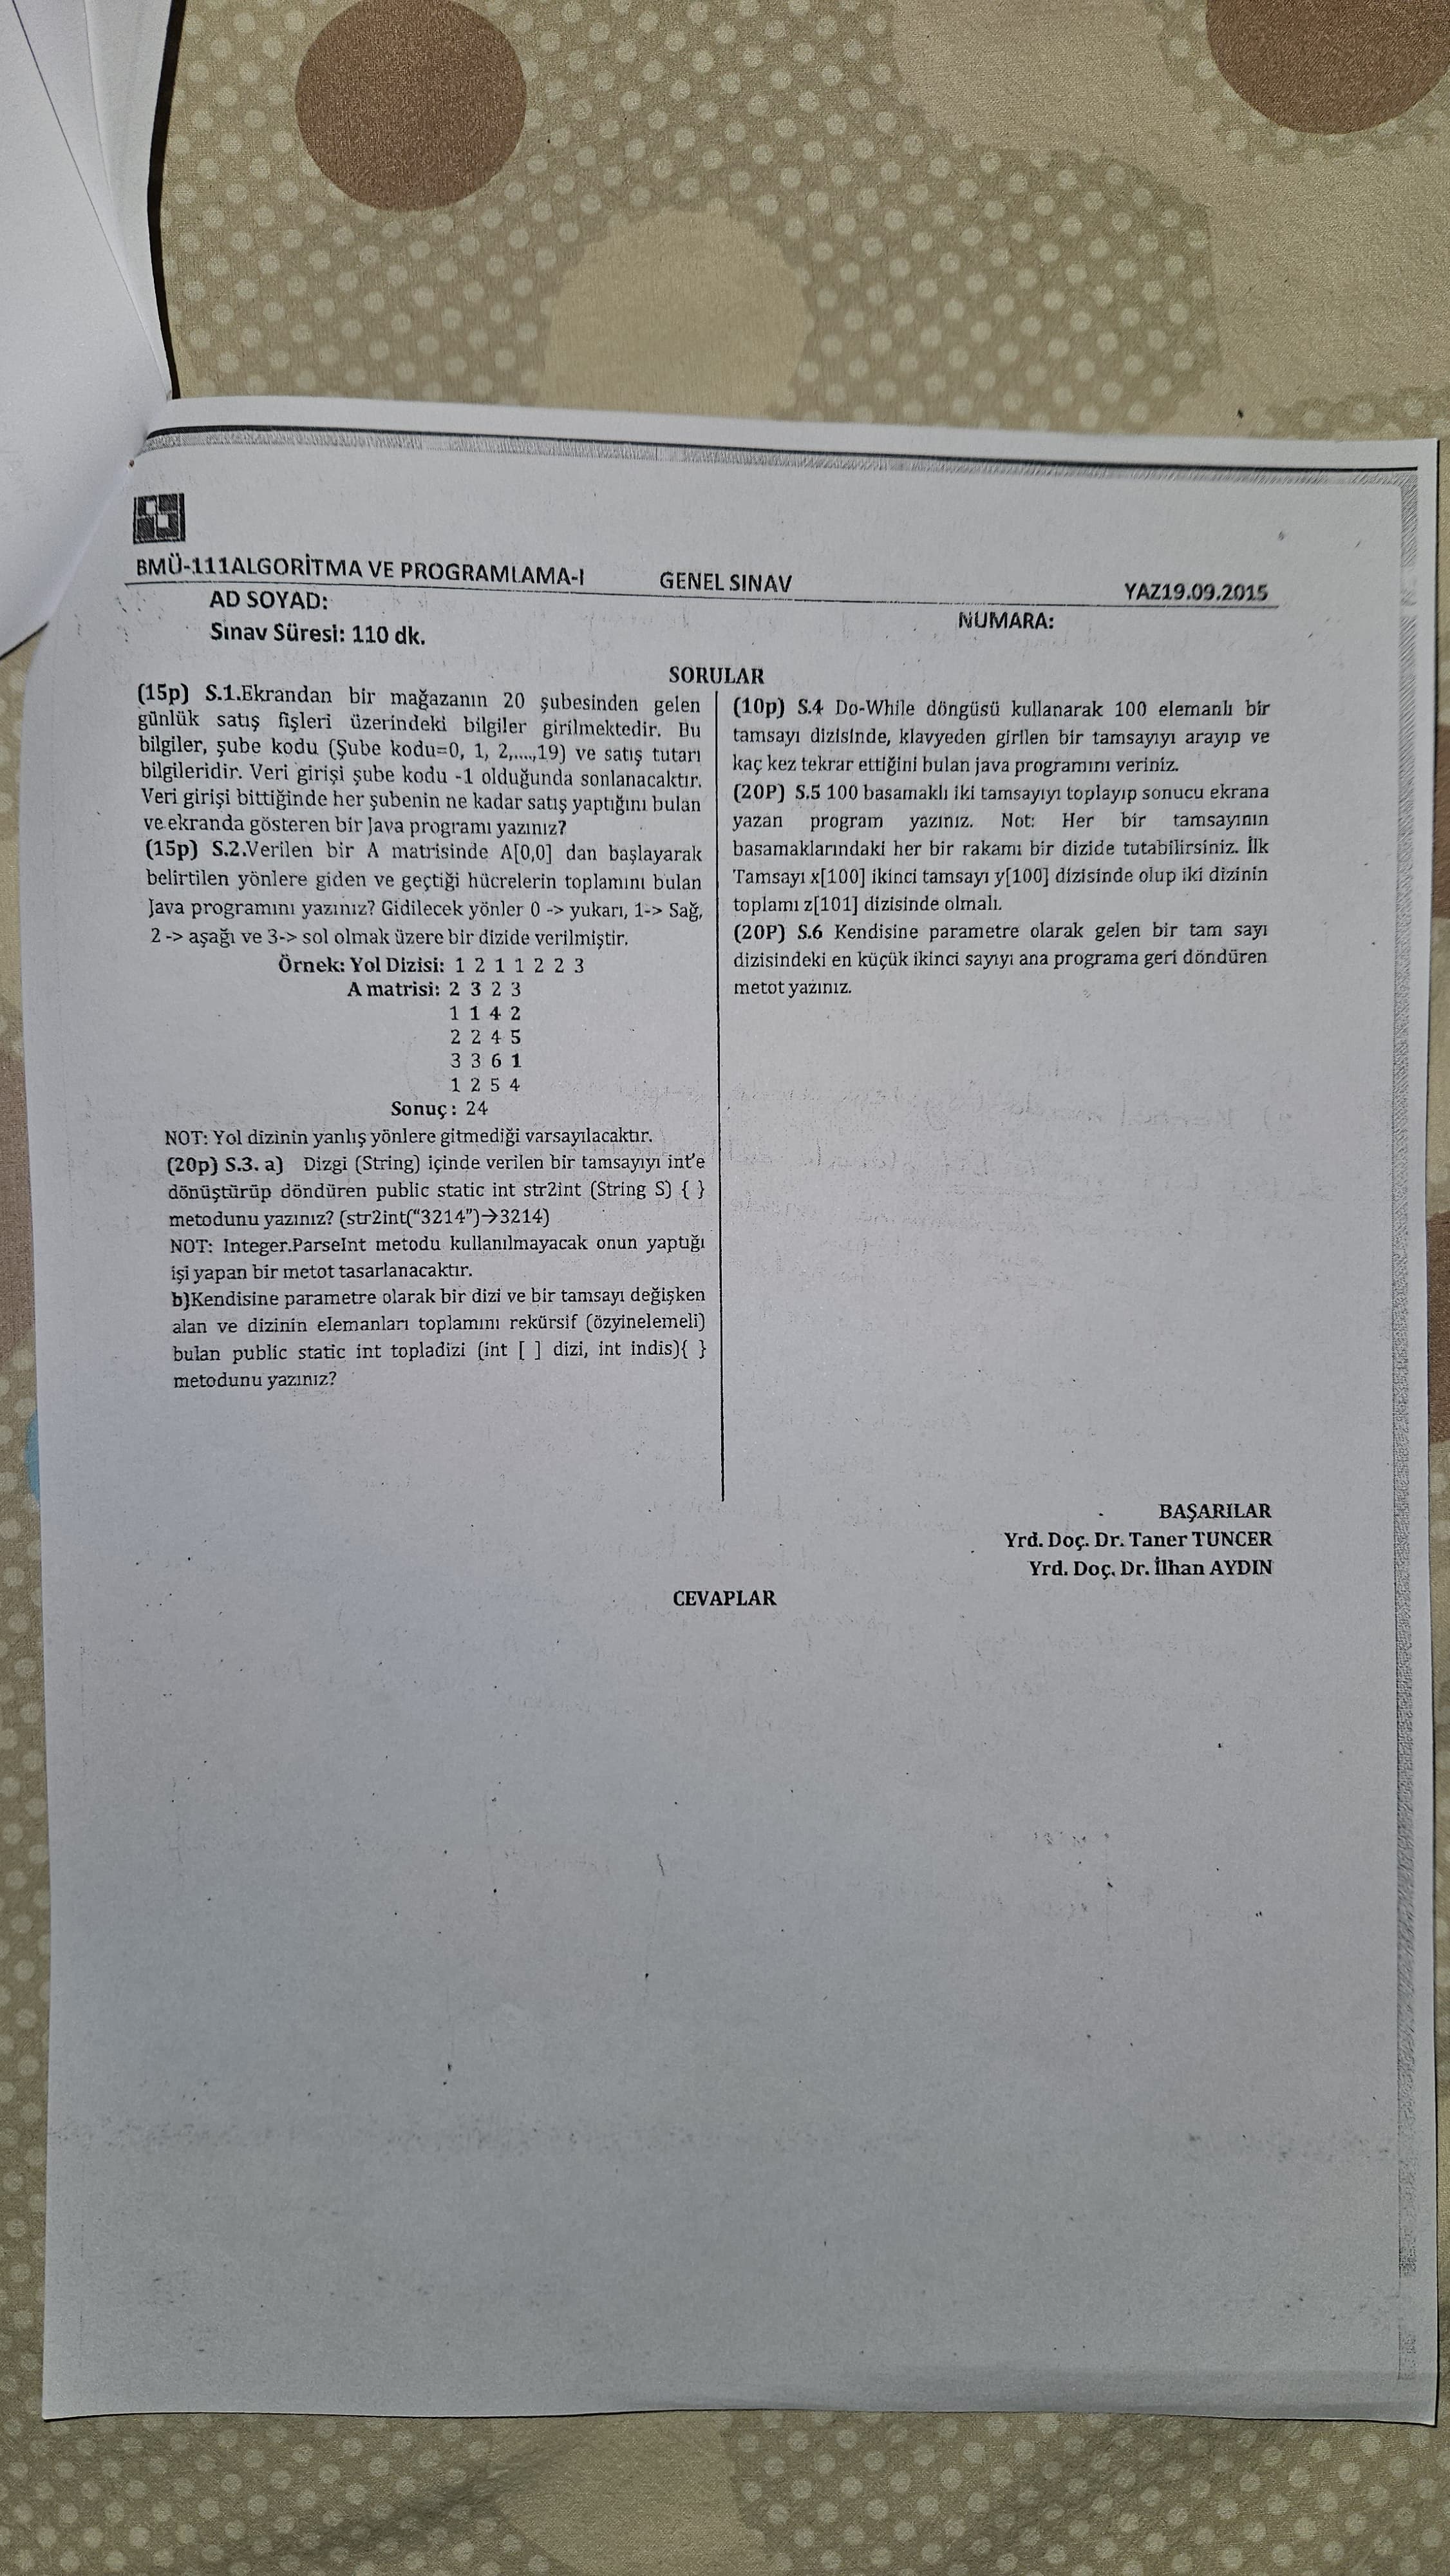 BMÜ-111ALGORİTMA VE PROGRAMLAMA-I GENEL SINAV YAZ19.09.2015
AD SOYAD: NUMARA:
Sınav Süresi: 110 dk.
SORULAR
(15p) S.1.Ekrandan bir mağazanın 20 şubesinden gelen
günlük satış fişleri üzerindeki bilgiler girilmektedir. Bu
bilgiler, şube kodu (Şube kodu=0, 1, 2,....,19) ve satış tutarı
bilgileridir. Veri girişi şube kodu -1 olduğunda sonlanacaktır.
Veri girişi bittiğinde her şubenin ne kadar satış yaptığını bulan
ve ekranda gösteren bir Java programı yazınız?
(15p) S.2.Verilen bir A matrisinde A[0,0] dan başlayarak
belirtilen yönlere giden ve geçtiği hücrelerin toplamını bulan
Java programını yazınız? Gidilecek yönler 0 -> yukarı, 1-> Sağ,
2 -> aşağı ve 3-> sol olmak üzere bir dizide verilmiştir.
Örnek: Yol Dizisi: 1 2 1 1 2 2 3
A matrisi: 2 3 2 3
1 1 4 2
2 2 4 5
3 3 6 1
1 2 5 4
Sonuç : 24
NOT: Yol dizinin yanlış yönlere gitmediği varsayılacaktır.
(20p) S.3. a) Dizgi (String) içinde verilen bir tamsayıyı int'e
dönüştürüp döndüren public static int str2int (String S) { }
metodunu yazınız? (str2int("3214")→3214)
NOT: Integer.ParseInt metodu kullanılmayacak onun yaptığı
işi yapan bir metot tasarlanacaktır.
b)Kendisine parametre olarak bir dizi ve bir tamsayı değişken
alan ve dizinin elemanları toplamını rekürsif (özyinelemeli)
bulan public static int topladizi (int [ ] dizi, int indis){ }
metodunu yazınız?
(10p) S.4 Do-While döngüsü kullanarak 100 elemanlı bir
tamsayı dizisinde, klavyeden girilen bir tamsayıyı arayıp ve
kaç kez tekrar ettiğini bulan java programını veriniz.
(20P) S.5 100 basamaklı iki tamsayıyı toplayıp sonucu ekrana
yazan program yazınız. Not: Her bir tamsayının
basamaklarındaki her bir rakamı bir dizide tutabilirsiniz. İlk
Tamsayı x[100] ikinci tamsayı y[100] dizisinde olup iki dizinin
toplamı z[101] dizisinde olmalı.
(20P) S.6 Kendisine parametre olarak gelen bir tam sayı
dizisindeki en küçük ikinci sayıyı ana programa geri döndüren
metot yazınız.
BAŞARILAR
Yrd. Doç. Dr. Taner TUNCER
Yrd. Doç. Dr. İlhan AYDIN
CEVAPLAR